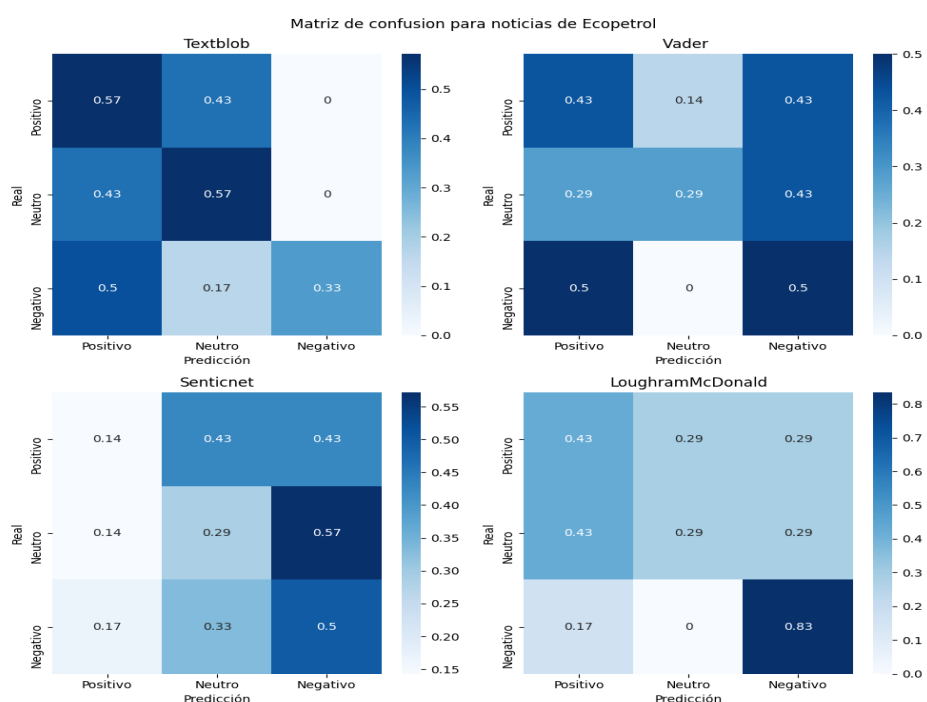 Matriz de confusion para noticias de Ecopetrol
Textblob
Positivo 0.57 0.43 0
Real
Neutro 0.43 0.57 0
Negativo 0.5 0.17 0.33
Positivo Neutro Negativo
Predicción
0.5
0.4
0.3
0.2
0.1
0.0
Vader
Positivo 0.43 0.14 0.43
Real
Neutro 0.29 0.29 0.43
Negativo 0.5 0 0.5
Positivo Neutro Negativo
Predicción
0.5
0.4
0.3
0.2
0.1
0.0
Senticnet
Positivo 0.14 0.43 0.43
Real
Neutro 0.14 0.29 0.57
Negativo 0.17 0.33 0.5
Positivo Neutro Negativo
Predicción
0.55
0.50
0.45
0.40
0.35
0.30
0.25
0.20
0.15
LoughramMcDonald
Positivo 0.43 0.29 0.29
Real
Neutro 0.43 0.29 0.29
Negativo 0.17 0 0.83
Positivo Neutro Negativo
Predicción
0.8
0.7
0.6
0.5
0.4
0.3
0.2
0.1
0.0